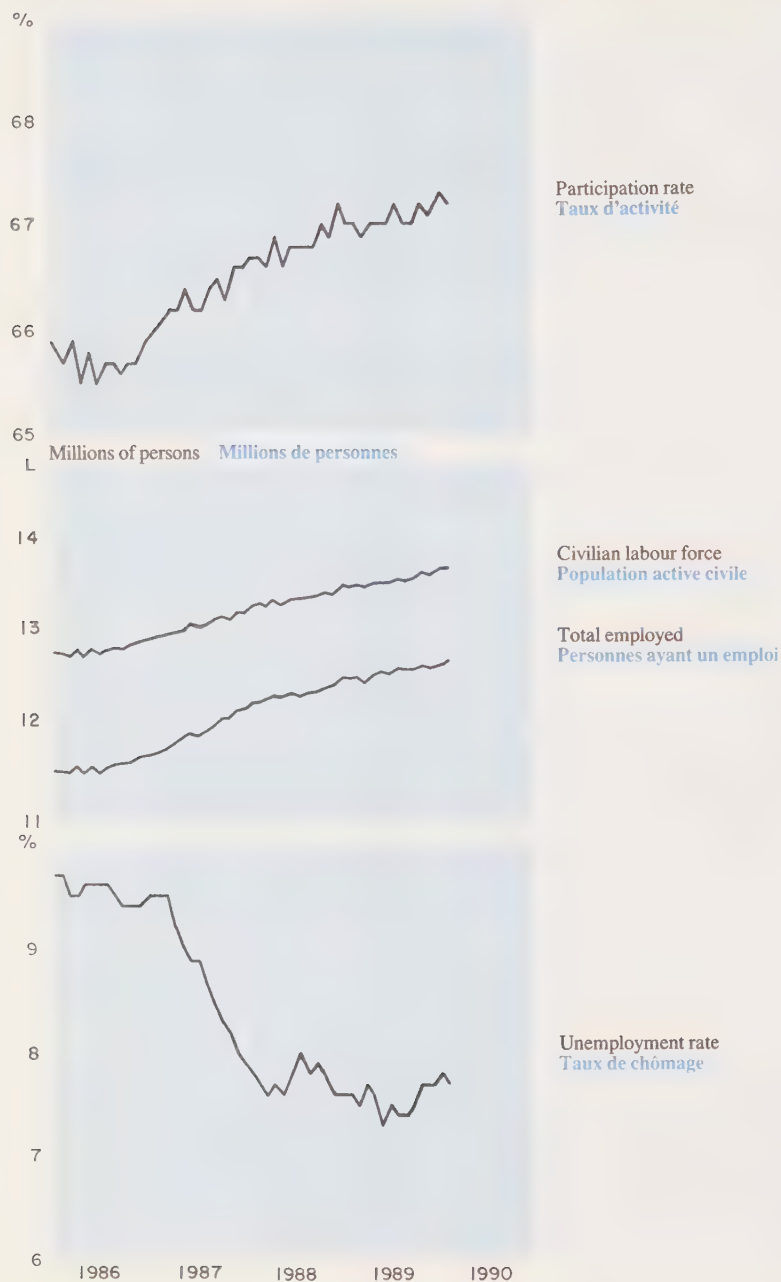 %
68
67
66
65
Participation rate
Taux d'activité
L Millions of persons Millions de personnes
14
13
12
11
Civilian labour force
Population active civile
Total employed
Personnes ayant un emploi
%
9
8
7
6
Unemployment rate
Taux de chômage
1986 1987 1988 1989 1990